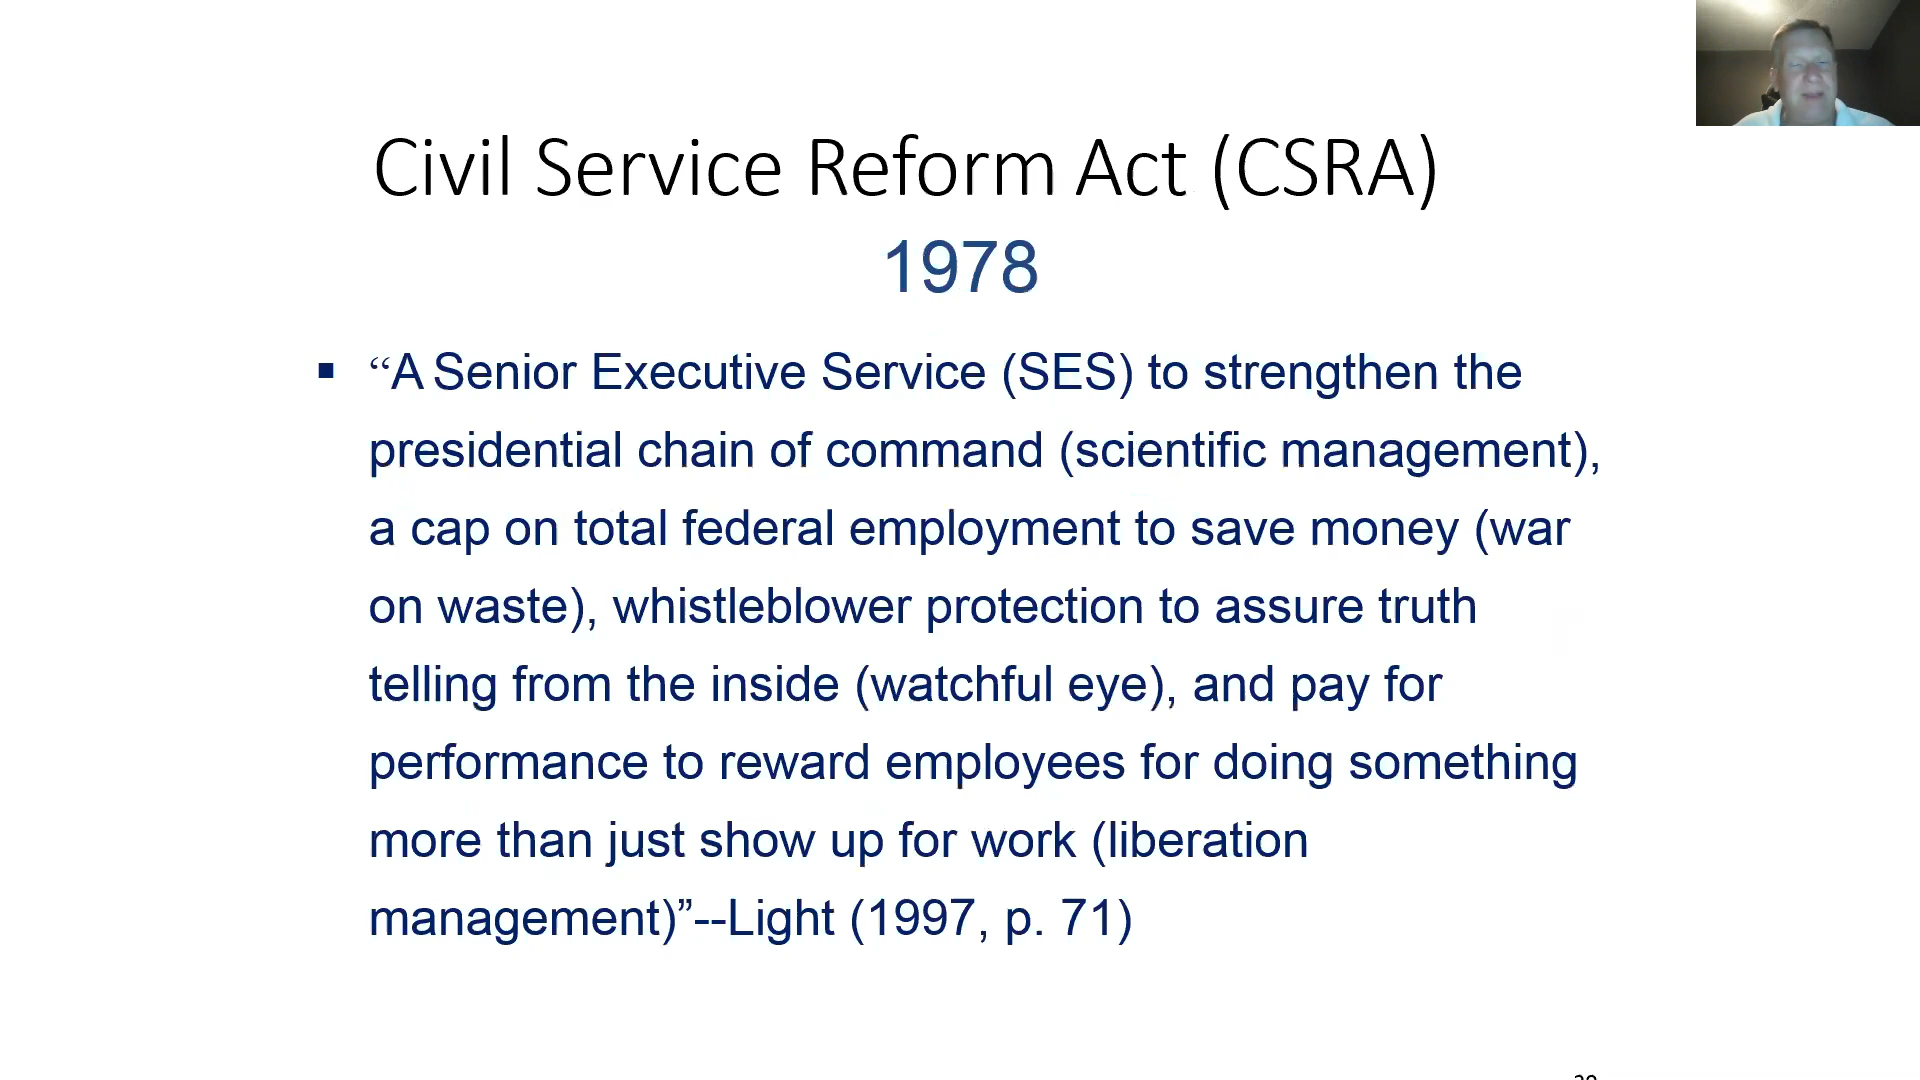 Civil Service Reform Act (CSRA)
1978
▪ “A Senior Executive Service (SES) to strengthen the
presidential chain of command (scientific management),
a cap on total federal employment to save money (war
on waste), whistleblower protection to assure truth
telling from the inside (watchful eye), and pay for
performance to reward employees for doing something
more than just show up for work (liberation
management)”--Light (1997, p. 71)